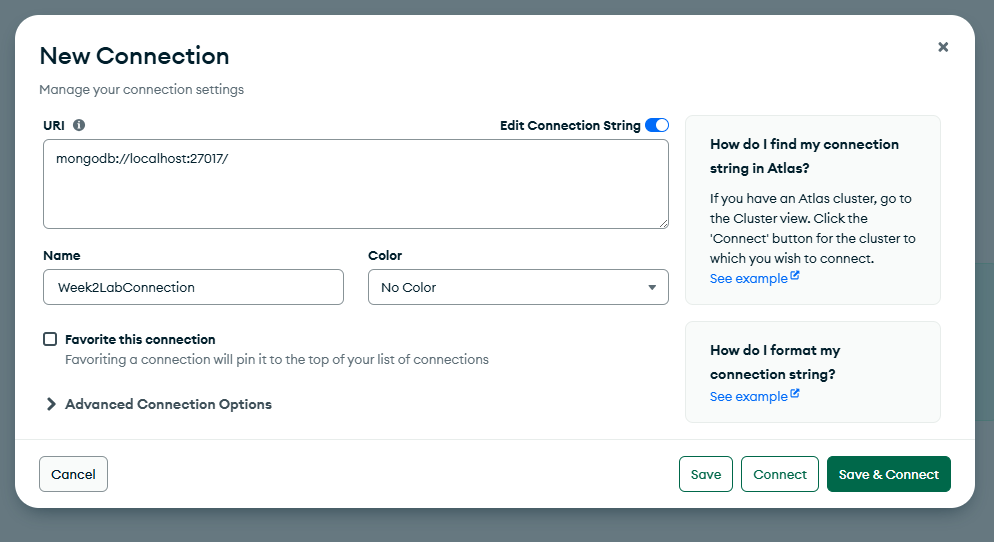 New Connection
Manage your connection settings
URI
Edit Connection String
mongodb://localhost:27017/
Name
Color
Week2LabConnection
No Color
Favorite this connection
Favoriting a connection will pin it to the top of your list of connections
Advanced Connection Options
How do I find my connection
string in Atlas?
If you have an Atlas cluster, go to
the Cluster view. Click the
'Connect' button for the cluster to
which you wish to connect.
See example
How do I format my
connection string?
See example
Cancel
Save
Connect
Save & Connect